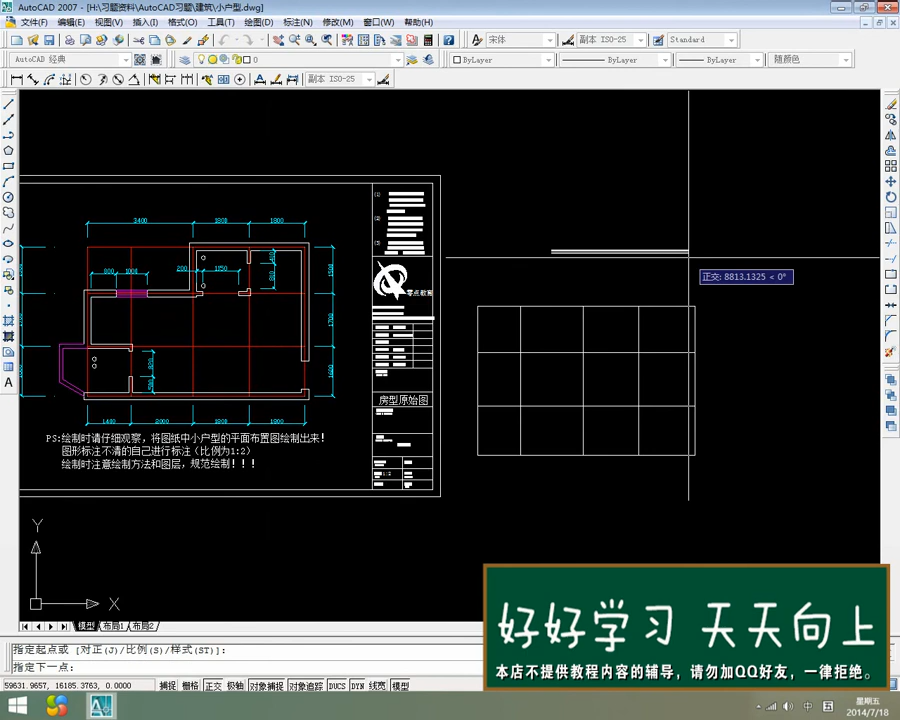 AutoCAD 2007 - [H:\习题资料\AutoCAD习题\建筑\小户型.dwg]
文件(F) 编辑(E) 视图(V) 插入(I) 格式(O) 工具(T) 绘图(D) 标注(N) 修改(M) 窗口(W) 帮助(H)
宋体 副本 ISO-25 Standard
AutoCAD 经典 0 ByLayer ByLayer ByLayer 随颜色
副本 ISO-25
3400 1800 1800
800 1000 200 1150
1500
1700
1600
正交: 8813.1325 < 0°
零点教育
房型原始图
1400 2000 1800 1800
PS:绘制时请仔细观察，将图纸中小户型的平面布置图绘制出来!
图形标注不清的自己进行标注（比例为1:2）
绘制时注意绘制方法和图层，规范绘制!!!
Y
X
模型 布局1 布局2
指定起点或 [对正(J)/比例(S)/样式(ST)]:
指定下一点:
59631.9657, 16185.3763, 0.0000 捕捉 栅格 正交 极轴 对象捕捉 对象追踪 DUCS DYN 线宽 模型
好好学习 天天向上
本店不提供教程内容的辅导，请勿加QQ好友，一律拒绝。
中 五
星期五
2014/7/18